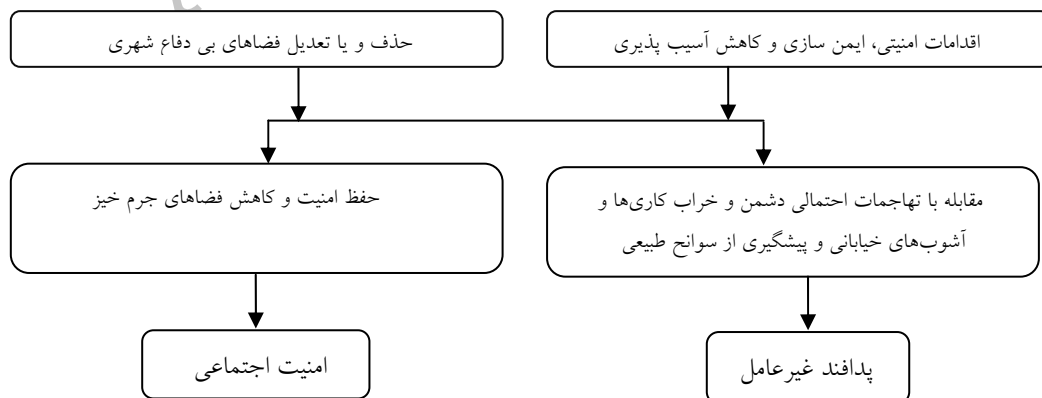 اقدامات امنیتی، ایمن سازی و کاهش آسیب پذیری
حذف و یا تعدیل فضاهای بی دفاع شهری
مقابله با تهاجمات احتمالی دشمن و خراب کاری‌ها و
آشوب‌های خیابانی و پیشگیری از سوانح طبیعی
حفظ امنیت و کاهش فضاهای جرم خیز
پدافند غیرعامل
امنیت اجتماعی